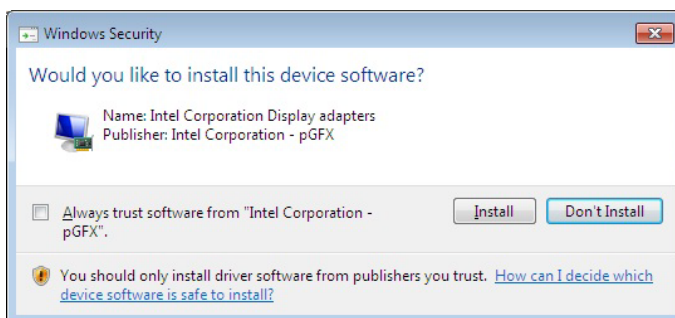 Windows Security
Would you like to install this device software?
Name: Intel Corporation Display adapters
Publisher: Intel Corporation - pGFX
Always trust software from "Intel Corporation -
pGFX".
Install
Don't Install
You should only install driver software from publishers you trust. How can I decide which
device software is safe to install?